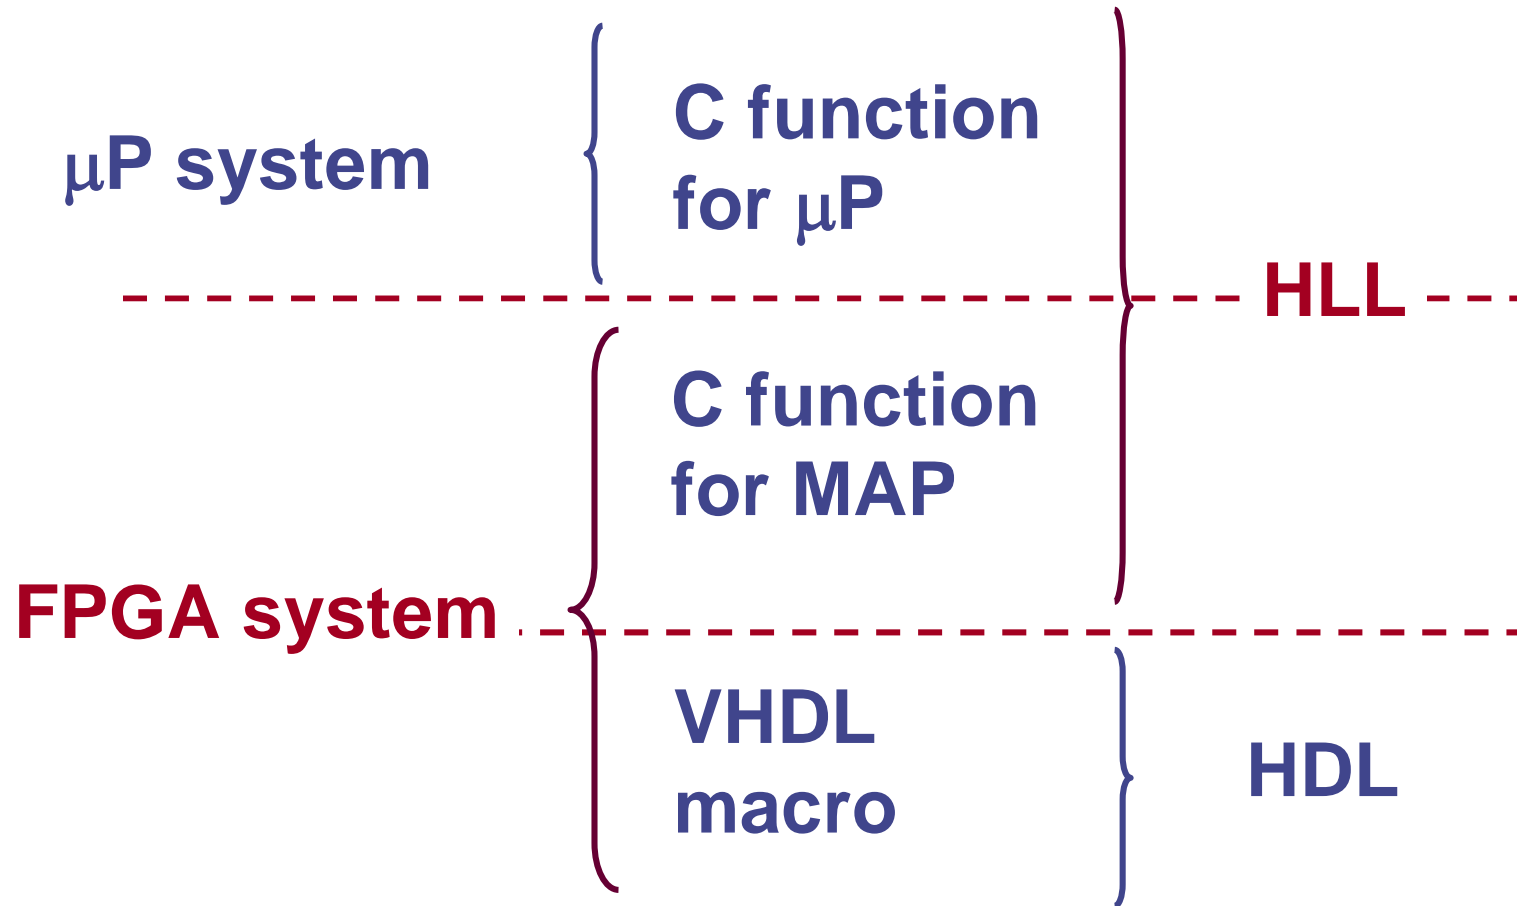 μP system
C function
for μP
HLL
C function
for MAP
FPGA system
VHDL
macro
HDL